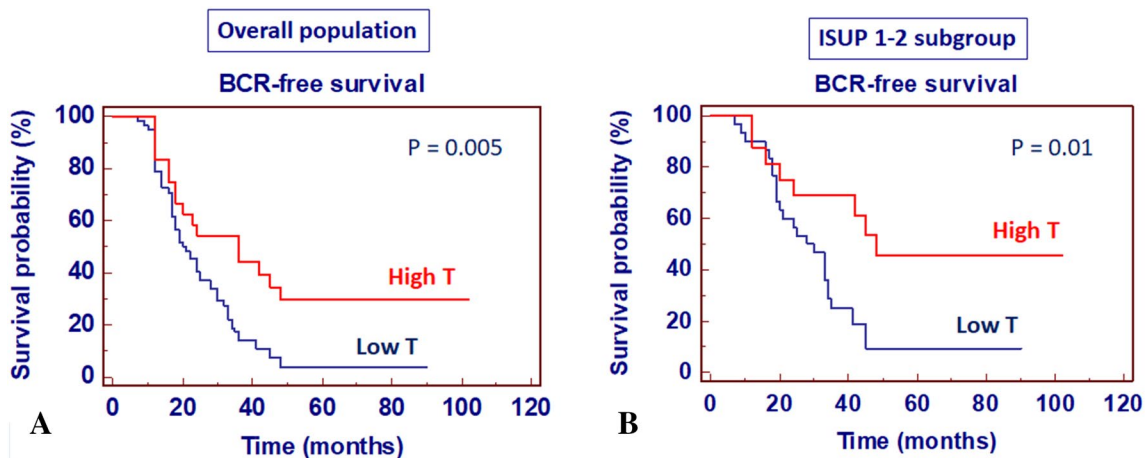 Overall population
BCR-free survival
Survival probability (%)
100
80
60
40
20
0
P = 0.005
High T
Low T
0 20 40 60 80 100 120
Time (months)
A
ISUP 1-2 subgroup
BCR-free survival
Survival probability (%)
100
80
60
40
20
0
P = 0.01
High T
Low T
0 20 40 60 80 100 120
Time (months)
B